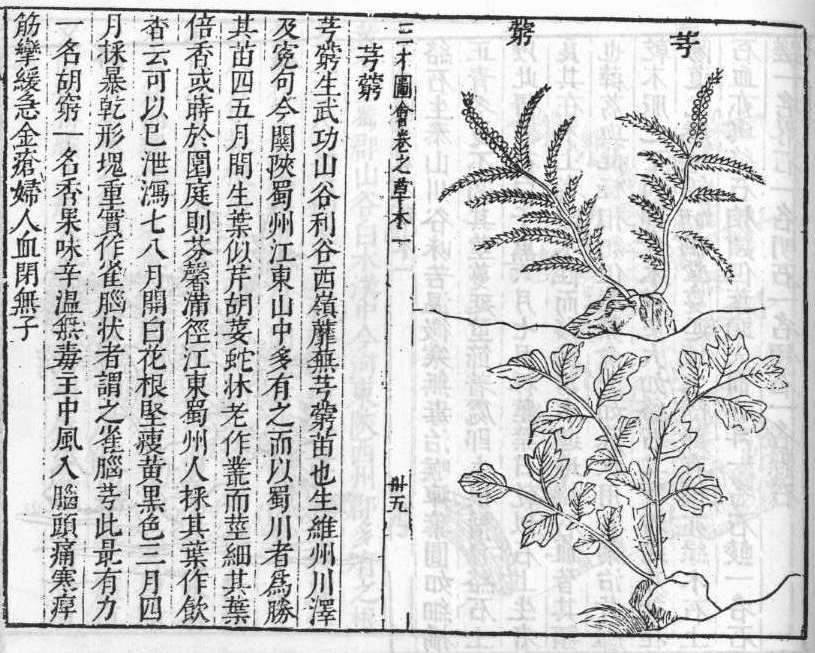 芎
藭
三才圖會卷之草木一
卅五
芎藭
芎藭生武功山谷利谷西嶺蘼無芎藭苗也生維州川澤
及寃句今關陝蜀州江東山中多有之而以蜀川者爲勝
其苗四五月間生葉似芹胡荽蛇牀老作叢而莖細其葉
倍香或蒔於園庭則芬馨滿徑江東蜀州人採其葉作飲
香云可以已泄瀉七八月開白花根堅瘦黃黑色三月四
月採暴乾形塊重實作雀腦狀者謂之雀腦芎此最有力
一名胡窮一名香果味辛溫無毒主中風入腦頭痛寒痹
筋攣緩急金瘡婦人血閉無子